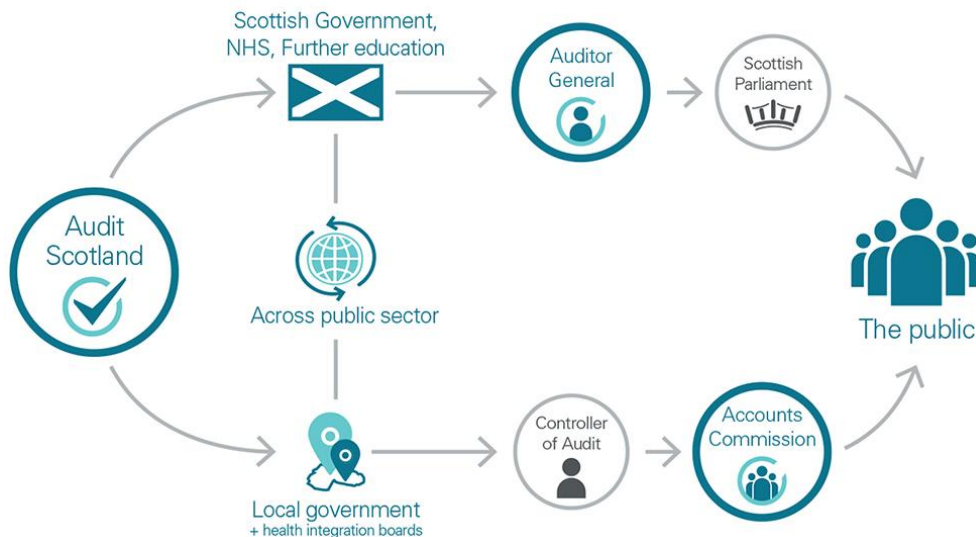 Scottish Government,
NHS, Further education
Auditor
General
Scottish
Parliament
Audit
Scotland
Across public sector
The public
Local government
+ health integration boards
Controller
of Audit
Accounts
Commission